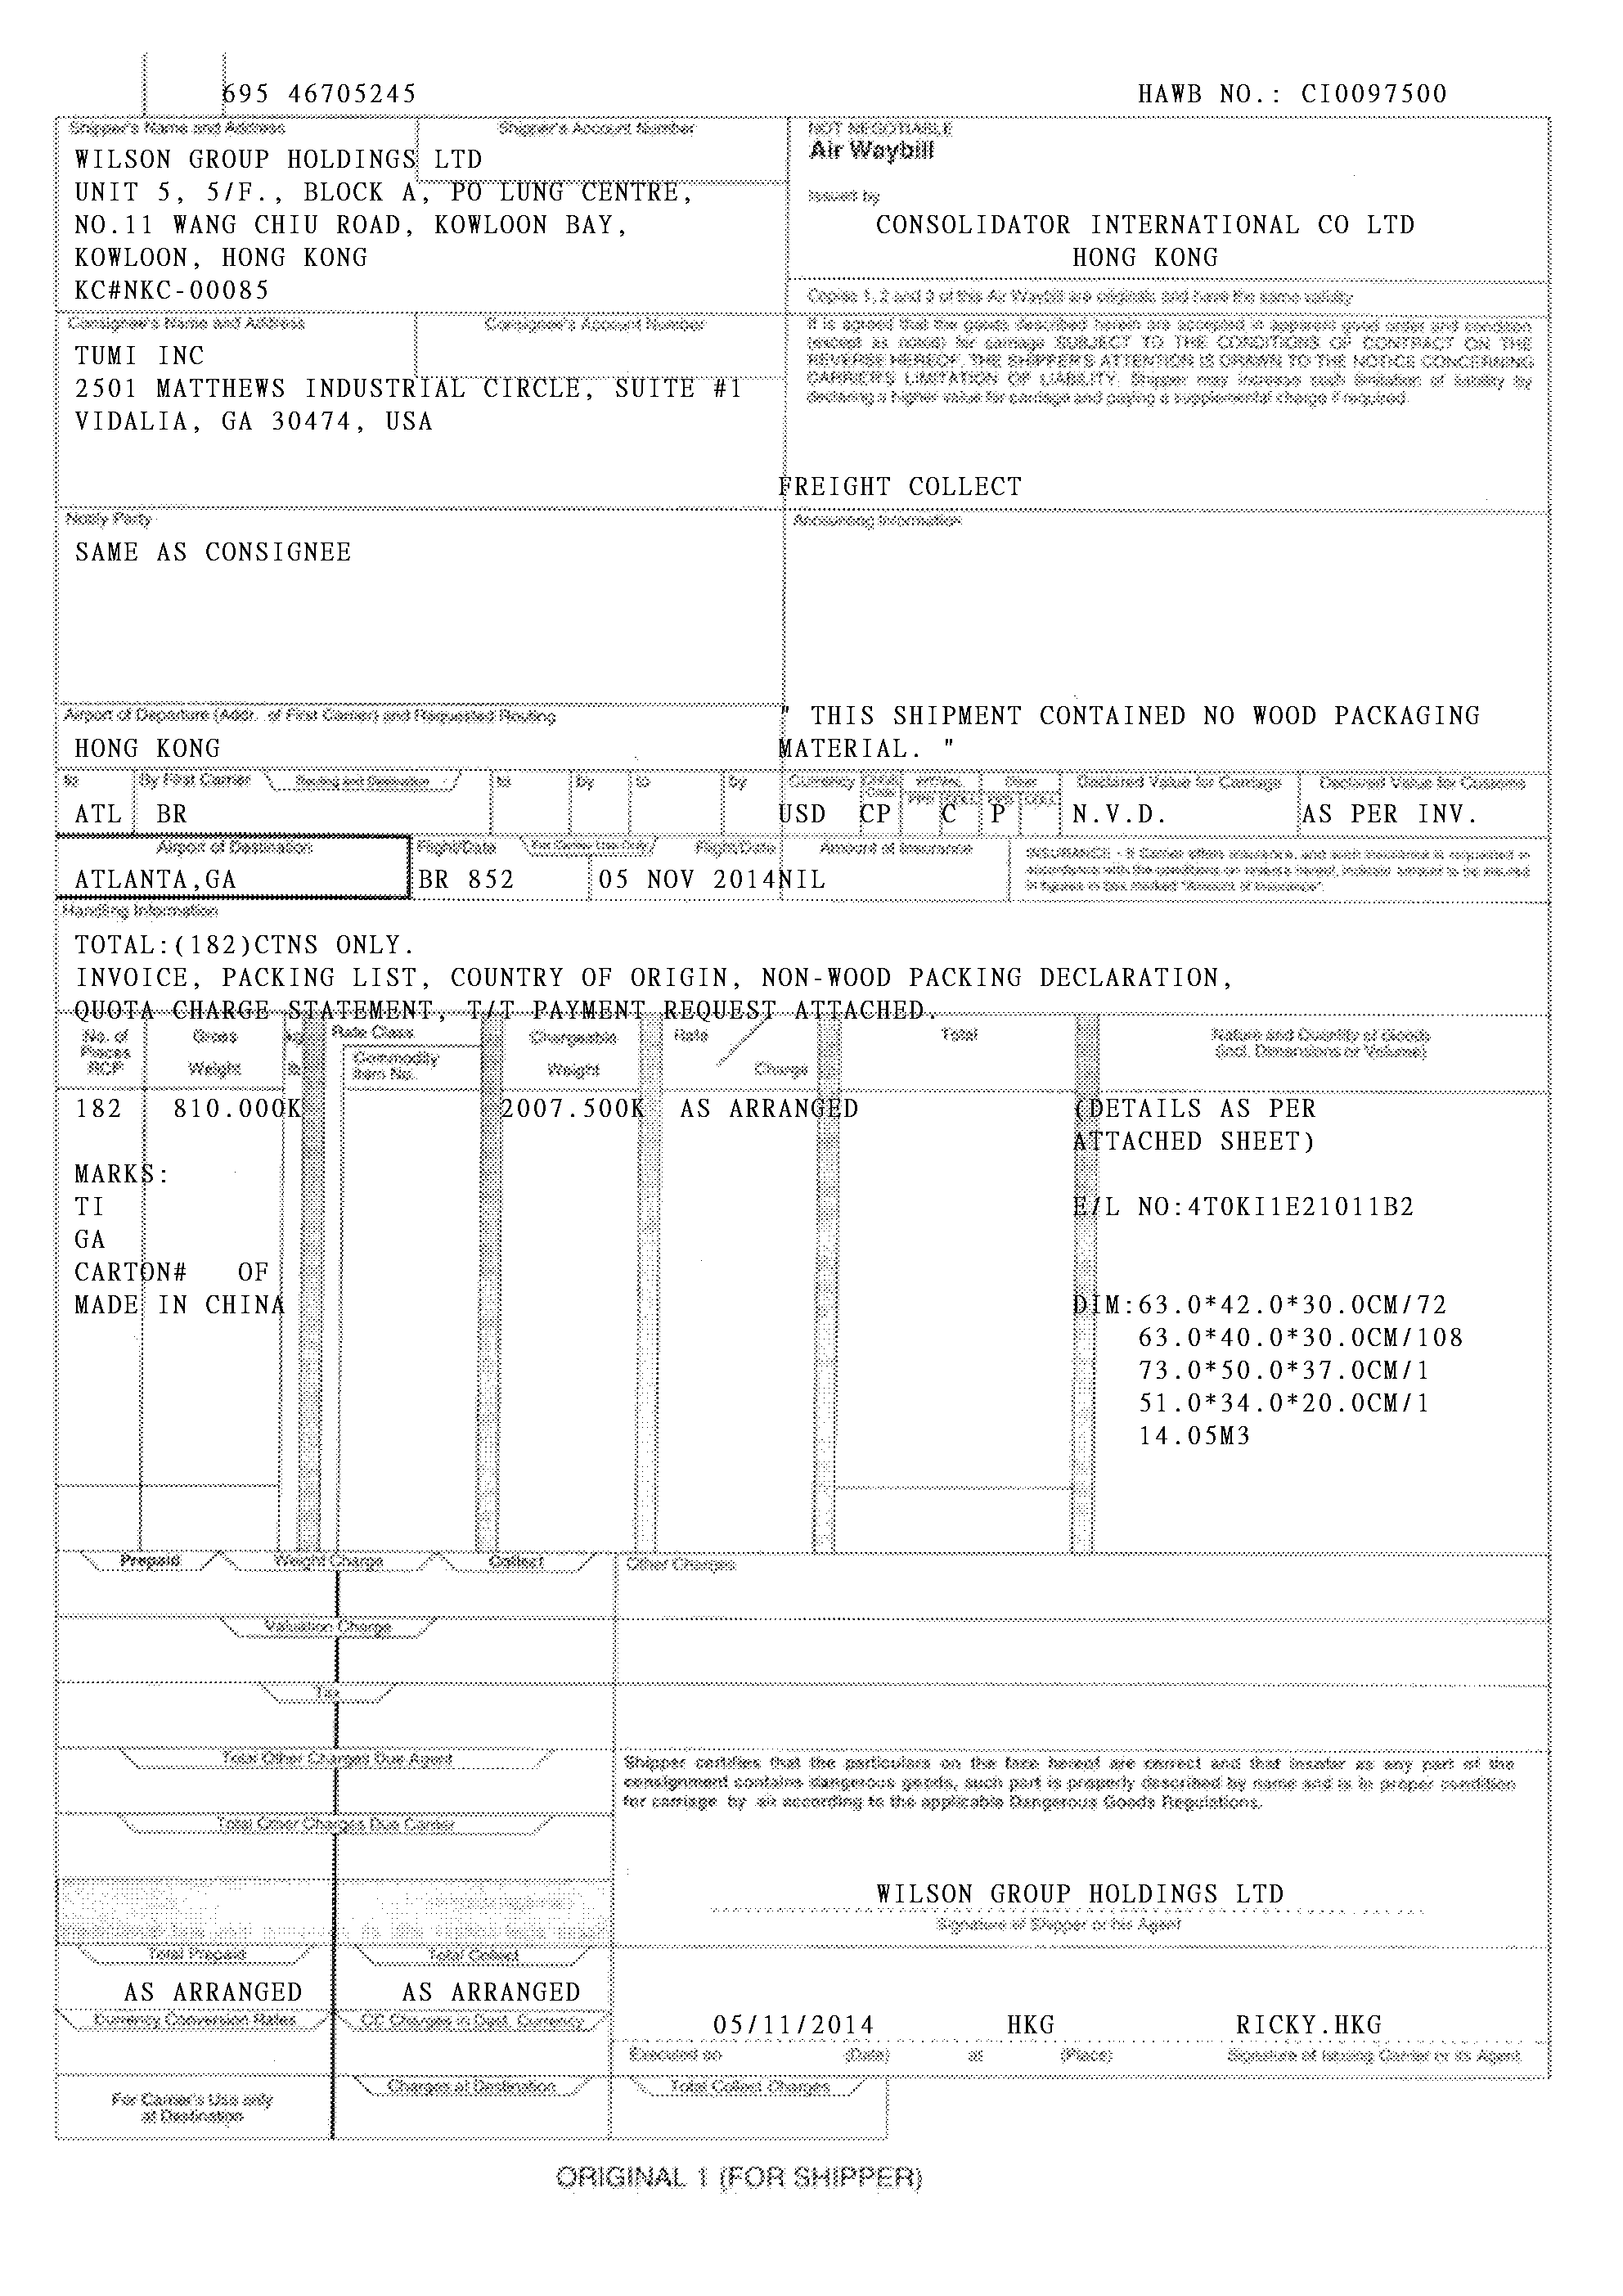 695 46705245
HAWB NO.: CI0097500
Shipper's Name and Address
Shipper's Account Number
WILSON GROUP HOLDINGS LTD
UNIT 5, 5/F., BLOCK A, PO LUNG CENTRE,
NO.11 WANG CHIU ROAD, KOWLOON BAY,
KOWLOON, HONG KONG
KC#NKC-00085
NOT NEGOTIABLE
Air Waybill
Issued by
CONSOLIDATOR INTERNATIONAL CO LTD
HONG KONG
Copies 1, 2 and 3 of this Air Waybill are originals and have the same validity
Consignee's Name and Address
Consignee's Account Number
TUMI INC
2501 MATTHEWS INDUSTRIAL CIRCLE, SUITE #1
VIDALIA, GA 30474, USA
It is agreed that the goods described herein are accepted in apparent good order and condition
(except as noted) for carriage SUBJECT TO THE CONDITIONS OF CONTRACT ON THE
REVERSE HEREOF. THE SHIPPER'S ATTENTION IS DRAWN TO THE NOTICE CONCERNING
CARRIER'S LIMITATION OF LIABILITY. Shipper may increase such limitation of liability by
declaring a higher value for carriage and paying a supplemental charge if required.
FREIGHT COLLECT
Notify Party
SAME AS CONSIGNEE
Accounting Information
Airport of Departure (Addr. of First Carrier) and Requested Routing
HONG KONG
" THIS SHIPMENT CONTAINED NO WOOD PACKAGING
MATERIAL. "
to By First Carrier Routing and Destination to by to by Currency WT/VAL Other Declared Value for Carriage Declared Value for Customs
ATL BR USD CP C P N.V.D. AS PER INV.
Airport of Destination Flight/Date For Carrier Use Only Flight/Date Amount of Insurance
ATLANTA,GA BR 852 05 NOV 2014 NIL
INSURANCE - If Carrier offers insurance, and such insurance is requested in
accordance with the conditions on reverse hereof, indicate amount to be insured
in figures in box marked "Amount of Insurance".
Handling Information
TOTAL:(182)CTNS ONLY.
INVOICE, PACKING LIST, COUNTRY OF ORIGIN, NON-WOOD PACKING DECLARATION,
QUOTA CHARGE STATEMENT, T/T PAYMENT REQUEST ATTACHED.
No. of
Pieces
RCP
Gross
Weight
kg
lb
Rate Class
Commodity
Item No.
Chargeable
Weight
Rate
Charge
Total
Nature and Quantity of Goods
(incl. Dimensions or Volume)
182 810.000K 2007.500K AS ARRANGED (DETAILS AS PER
ATTACHED SHEET)
MARKS:
TI
GA
CARTON# OF
MADE IN CHINA
E/L NO:4T0KI1E21011B2
DIM:63.0*42.0*30.0CM/72
63.0*40.0*30.0CM/108
73.0*50.0*37.0CM/1
51.0*34.0*20.0CM/1
14.05M3
Prepaid Weight Charge Collect
Other Charges
Valuation Charge
Tax
Total Other Charges Due Agent
Shipper certifies that the particulars on the face hereof are correct and that insofar as any part of the
consignment contains dangerous goods, such part is properly described by name and is in proper condition
for carriage by air according to the applicable Dangerous Goods Regulations.
Total Other Charges Due Carrier
WILSON GROUP HOLDINGS LTD
Signature of Shipper or his Agent
Total Prepaid Total Collect
AS ARRANGED AS ARRANGED
Currency Conversion Rates CC Charges in Dest. Currency
05/11/2014 HKG RICKY.HKG
Executed on (Date) at (Place) Signature of Issuing Carrier or its Agent
For Carrier's Use only
at Destination
Charges at Destination
Total Collect Charges
ORIGINAL 1 (FOR SHIPPER)